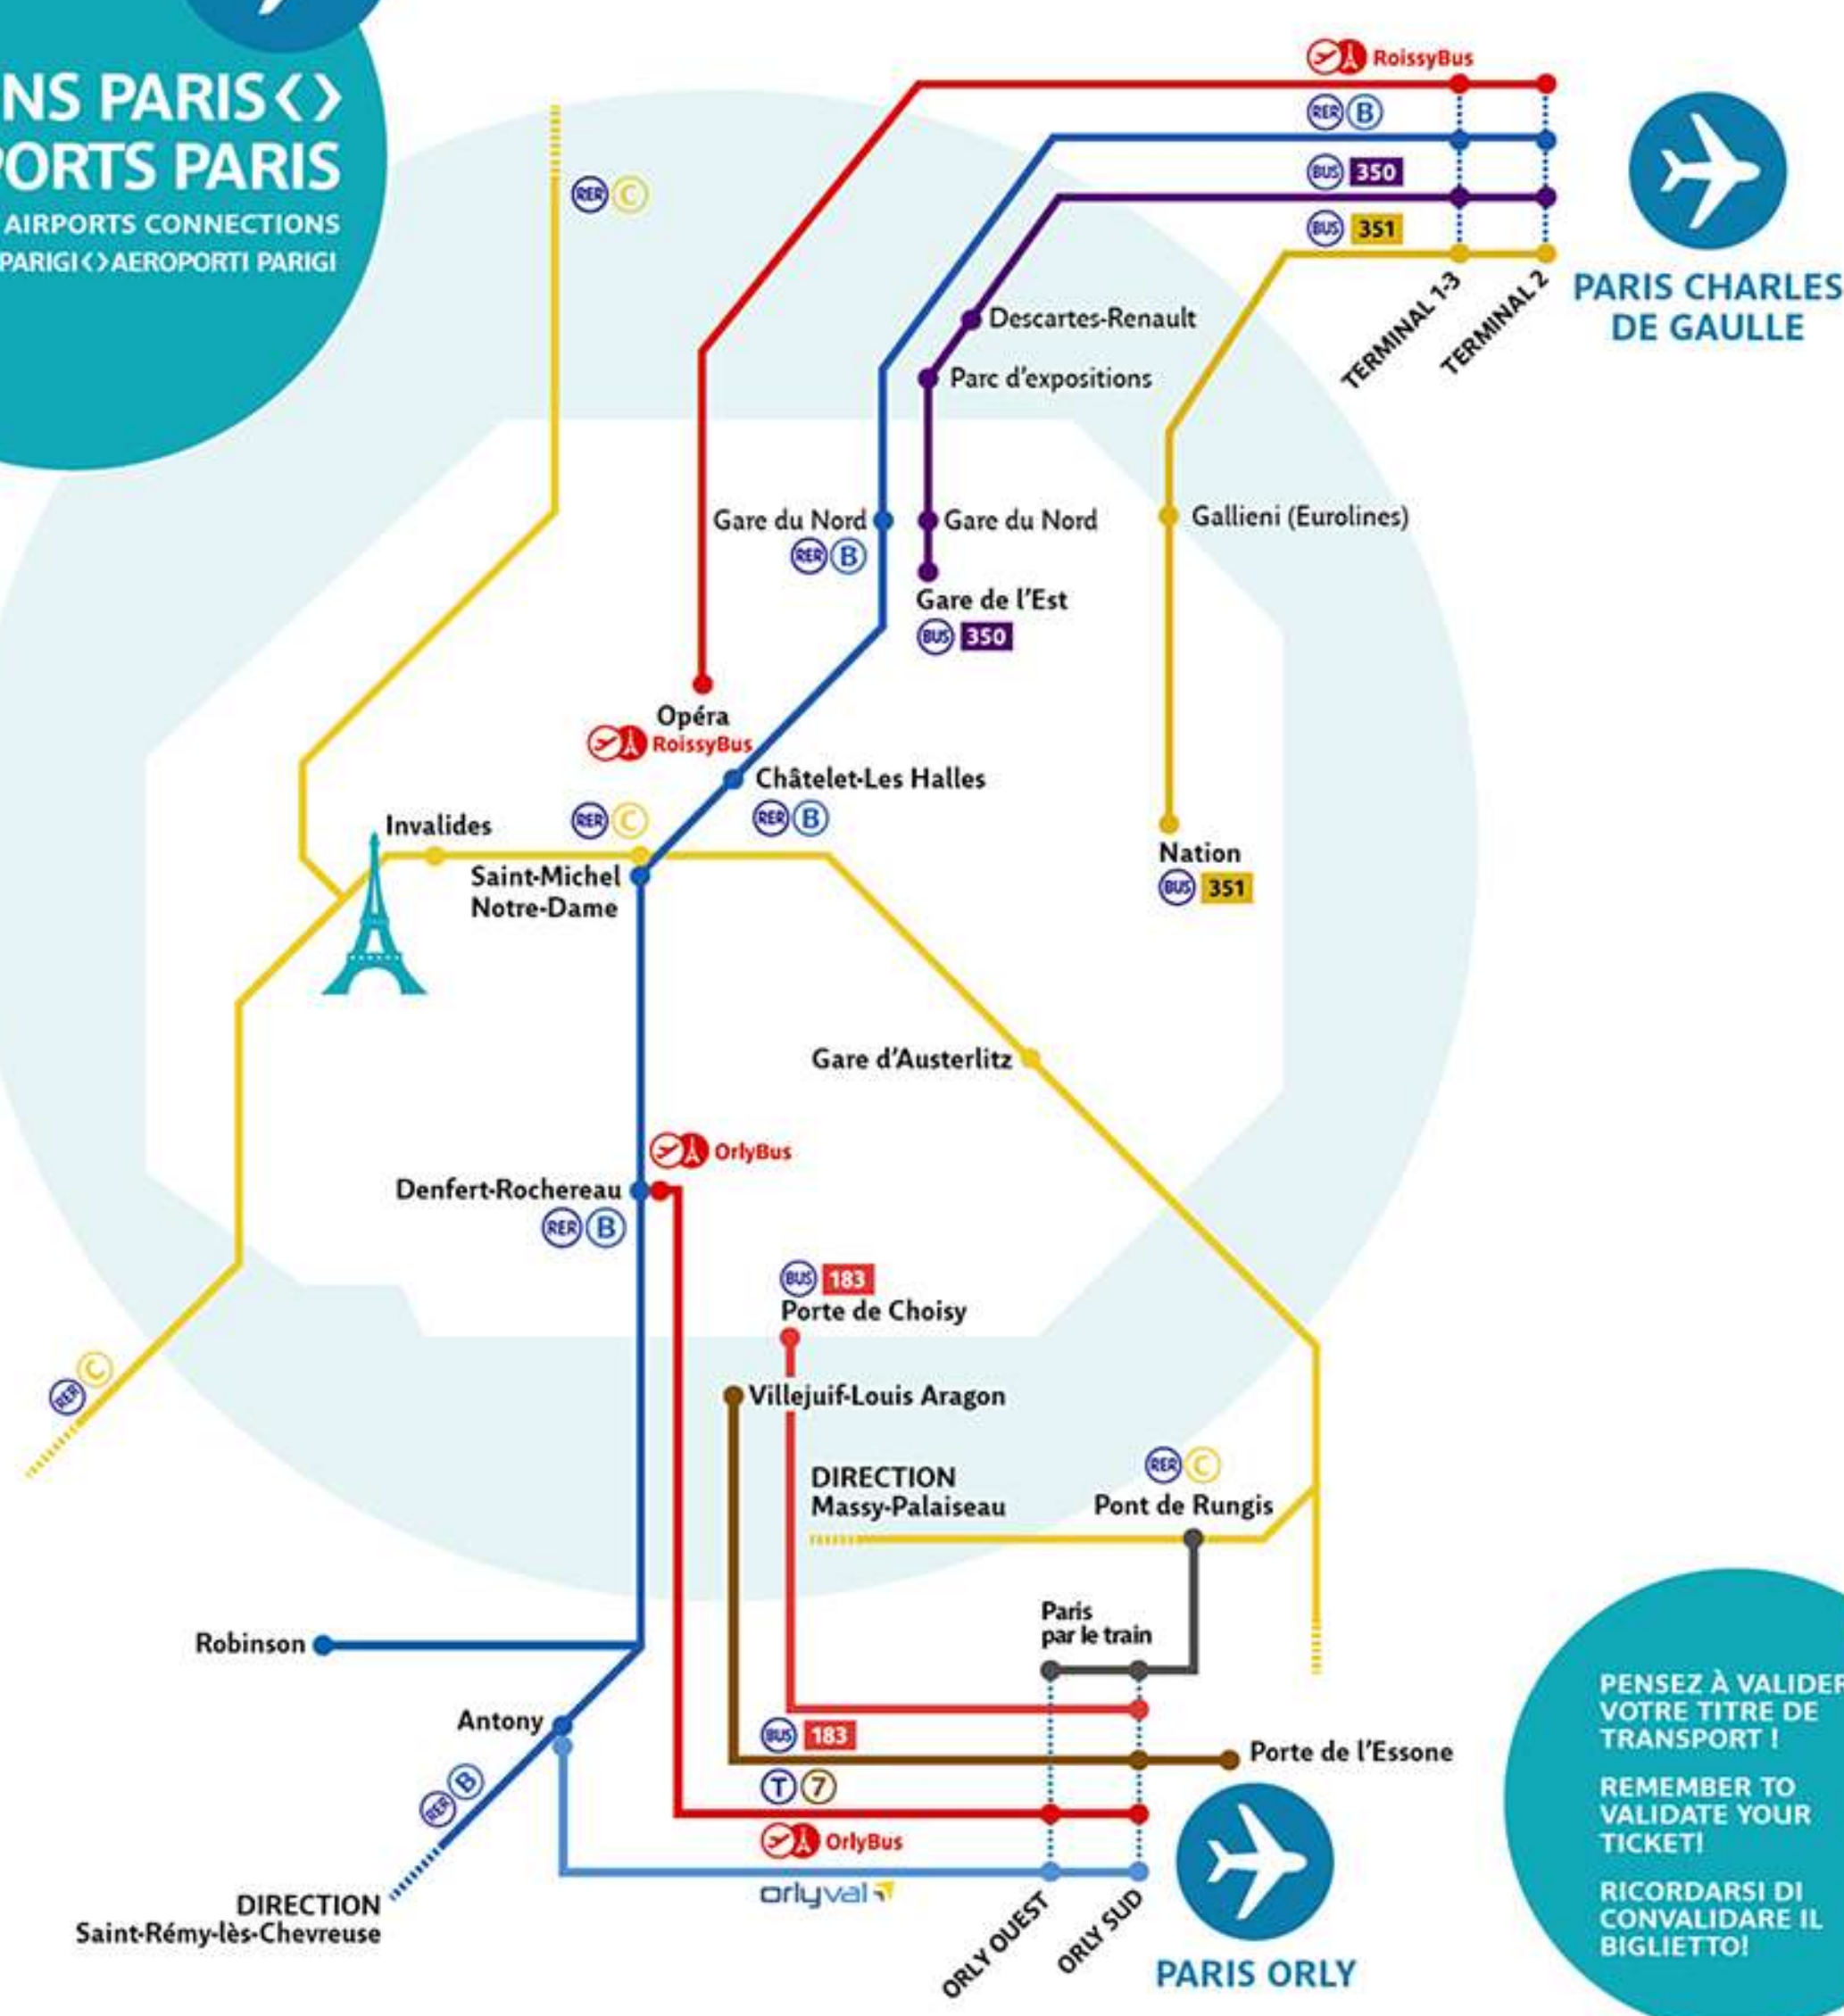 NS PARIS<>
PORTS PARIS
AIRPORTS CONNECTIONS
PARIGI<>AEROPORTI PARIGI
RoissyBus
RER B
BUS 350
BUS 351
TERMINAL 1-3
TERMINAL 2
PARIS CHARLES
DE GAULLE
RER C
Descartes-Renault
Parc d'expositions
Gare du Nord
RER B
Gare du Nord
Gallieni (Eurolines)
Gare de l'Est
BUS 350
Opéra
RoissyBus
Châtelet-Les Halles
RER B
Invalides
RER C
Saint-Michel
Notre-Dame
Nation
BUS 351
Gare d'Austerlitz
OrlyBus
Denfert-Rochereau
RER B
BUS 183
Porte de Choisy
RER C
Villejuif-Louis Aragon
DIRECTION
Massy-Palaiseau
RER C
Pont de Rungis
Paris
par le train
Robinson
Antony
RER B
BUS 183
Porte de l'Essone
T 7
OrlyBus
orlyval
DIRECTION
Saint-Rémy-lès-Chevreuse
ORLY OUEST
ORLY SUD
PARIS ORLY
PENSEZ À VALIDER
VOTRE TITRE DE
TRANSPORT !
REMEMBER TO
VALIDATE YOUR
TICKET!
RICORDARSI DI
CONVALIDARE IL
BIGLIETTO!